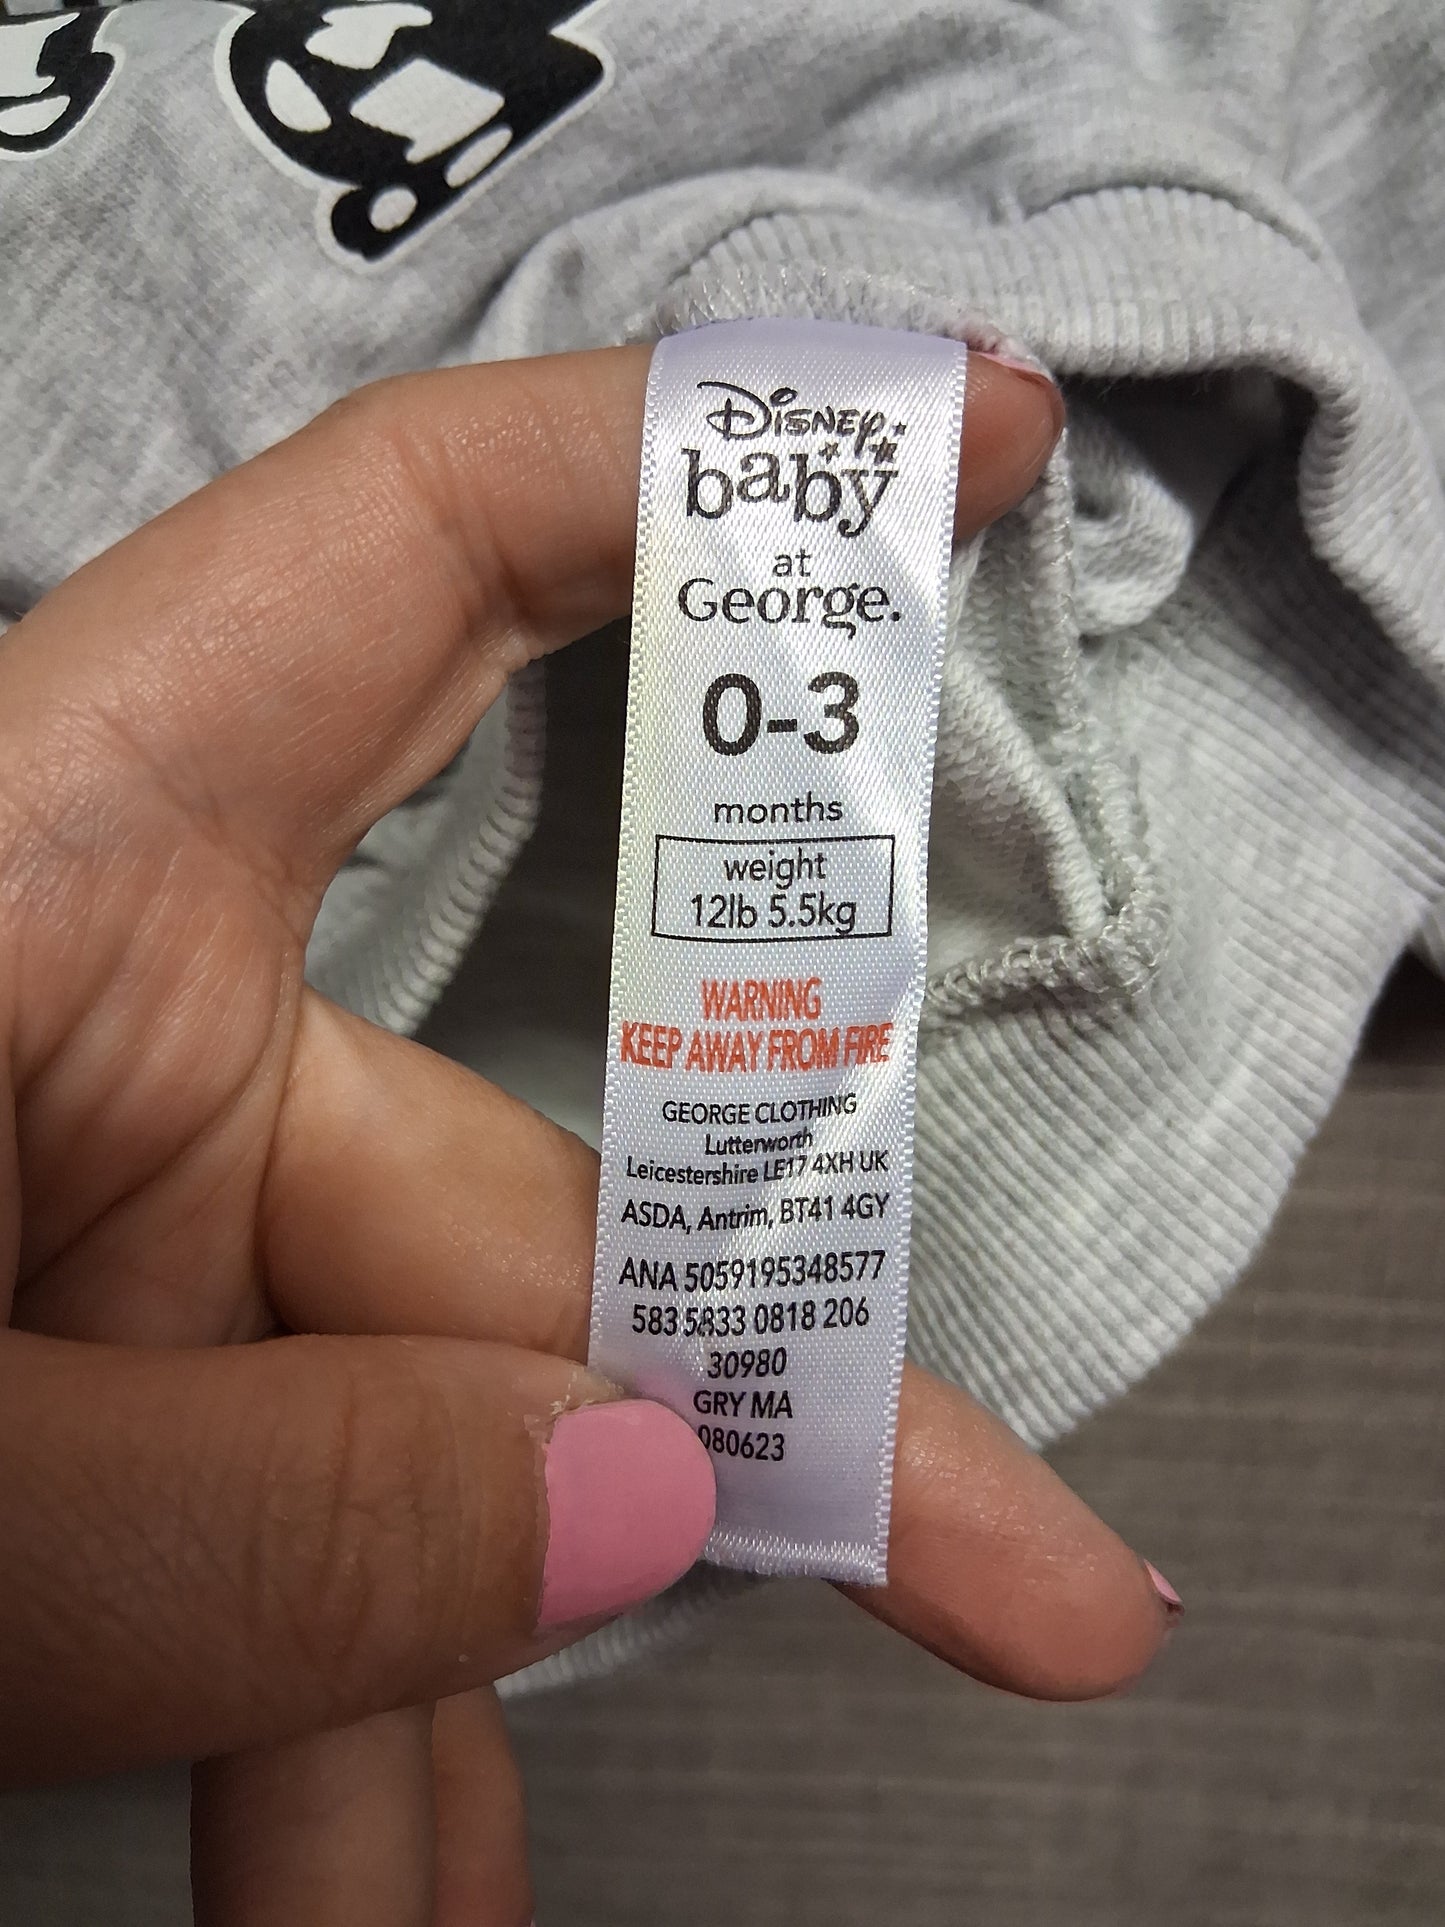 Disney
baby
at
George.
0-3
months
weight
12lb 5.5kg
WARNING
KEEP AWAY FROM FIRE
GEORGE CLOTHING
Lutterworth
Leicestershire LE17 4XH UK
ASDA, Antrim, BT41 4GY
ANA 5059195348577
583 5833 0818 206
30980
GRY MA
080623